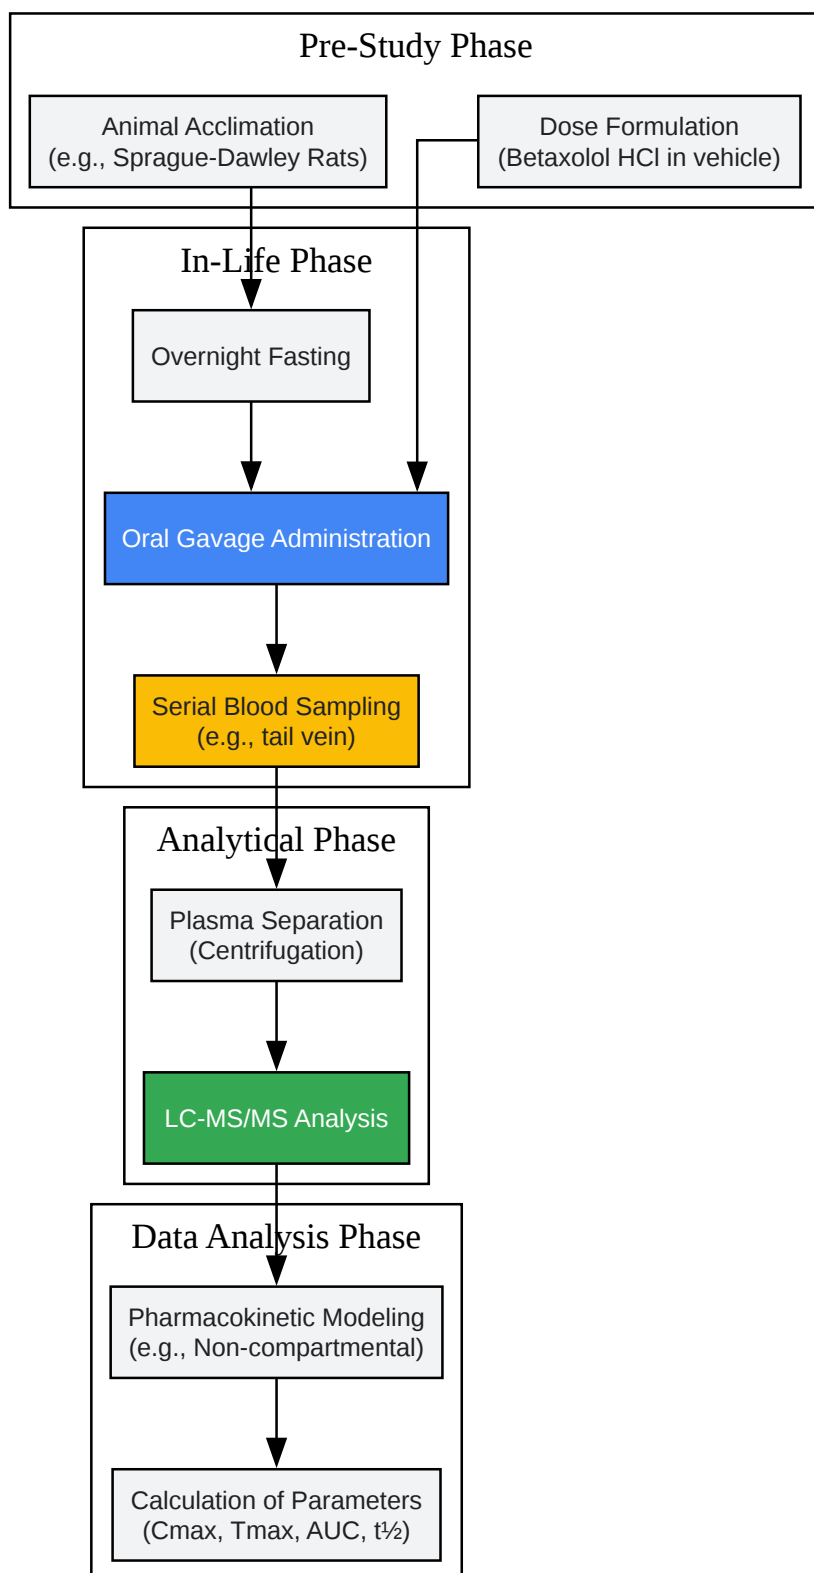 Pre-Study Phase
Animal Acclimation
(e.g., Sprague-Dawley Rats)
Dose Formulation
(Betaxolol HCl in vehicle)
In-Life Phase
Overnight Fasting
Oral Gavage Administration
Serial Blood Sampling
(e.g., tail vein)
Analytical Phase
Plasma Separation
(Centrifugation)
LC-MS/MS Analysis
Data Analysis Phase
Pharmacokinetic Modeling
(e.g., Non-compartmental)
Calculation of Parameters
(Cmax, Tmax, AUC, t½)